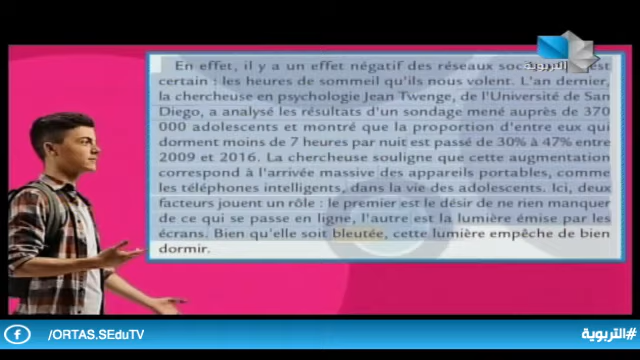 En effet, il y a un effet négatif des réseaux est
certain : les heures de sommeil qu'ils nous volent. L'an dernier,
la chercheuse en psychologie Jean Twenge, de l'Université de San
Diego, a analysé les résultats d'un sondage mené auprès de 370
000 adolescents et montré que la proportion d'entre eux qui
dorment moins de 7 heures par nuit est passé de 30% à 47% entre
2009 et 2016. La chercheuse souligne que cette augmentation
correspond à l'arrivée massive des appareils portables, comme
les téléphones intelligents, dans la vie des adolescents. Ici, deux
facteurs jouent un rôle : le premier est le désir de ne rien manquer
de ce qui se passe en ligne, l'autre est la lumière émise par les
écrans. Bien qu'elle soit bleutée, cette lumière empêche de bien
dormir.
التربوية
/ORTAS.SEduTV
#التربوية